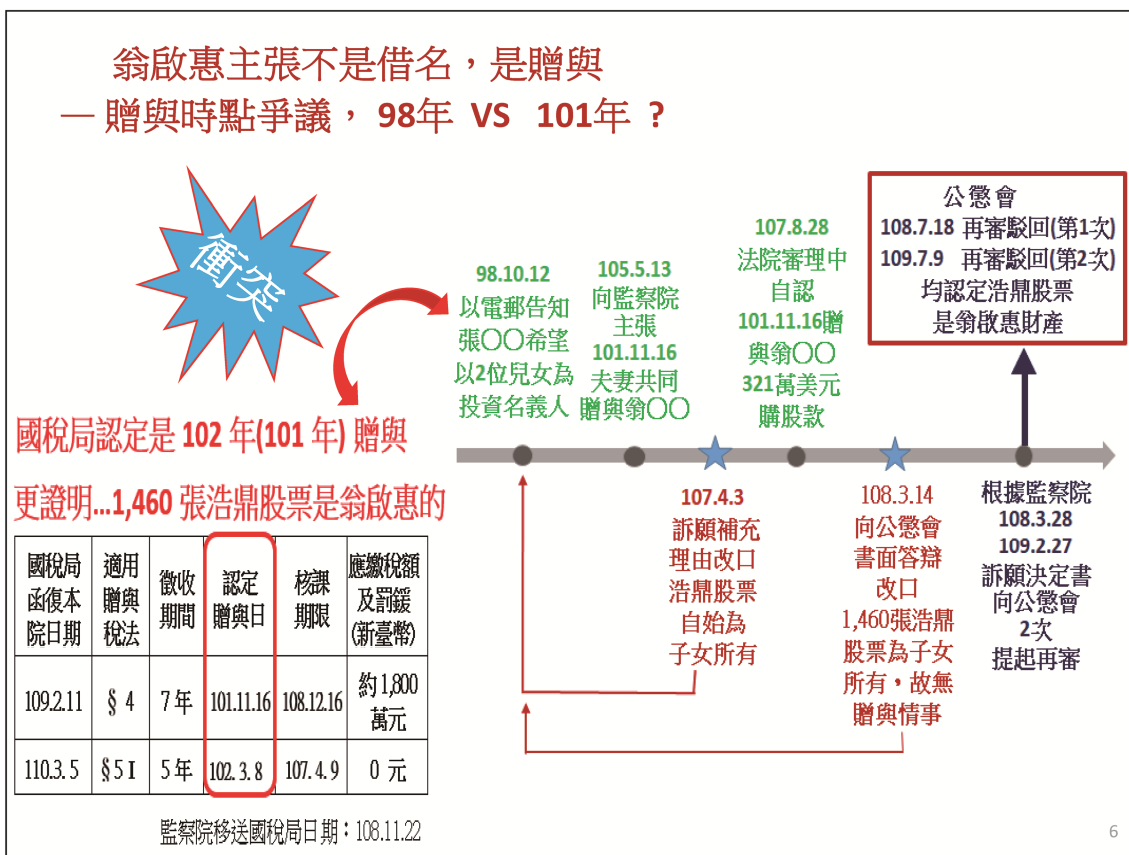 翁啟惠主張不是借名，是贈與
— 贈與時點爭議， 98年 VS 101年 ?
衝突
98.10.12
以電郵告知
張〇〇希望
以2位兒女為
投資名義人
105.5.13
向監察院
主張
101.11.16
夫妻共同
贈與翁〇〇
107.8.28
法院審理中
自認
101.11.16贈
與翁〇〇
321萬美元
購股款
公懲會
108.7.18 再審駁回(第1次)
109.7.9 再審駁回(第2次)
均認定浩鼎股票
是翁啟惠財產
107.4.3
訴願補充
理由改口
浩鼎股票
自始為
子女所有
108.3.14
向公懲會
書面答辯
改口
1,460張浩鼎
股票為子女
所有，故無
贈與情事
根據監察院
108.3.28
109.2.27
訴願決定書
向公懲會
2次
提起再審
國稅局認定是 102 年(101 年) 贈與
更證明...1,460 張浩鼎股票是翁啟惠的
國稅局
函復本
院日期
適用
贈與
稅法
徵收
期間
認定
贈與日
核課
期限
應繳稅額
及罰鍰
(新臺幣)
109.2.11
§ 4
7 年
101.11.16
108.12.16
約1,800
萬元
110.3.5
§5 I
5 年
102.3.8
107.4.9
0 元
監察院移送國稅局日期：108.11.22
6